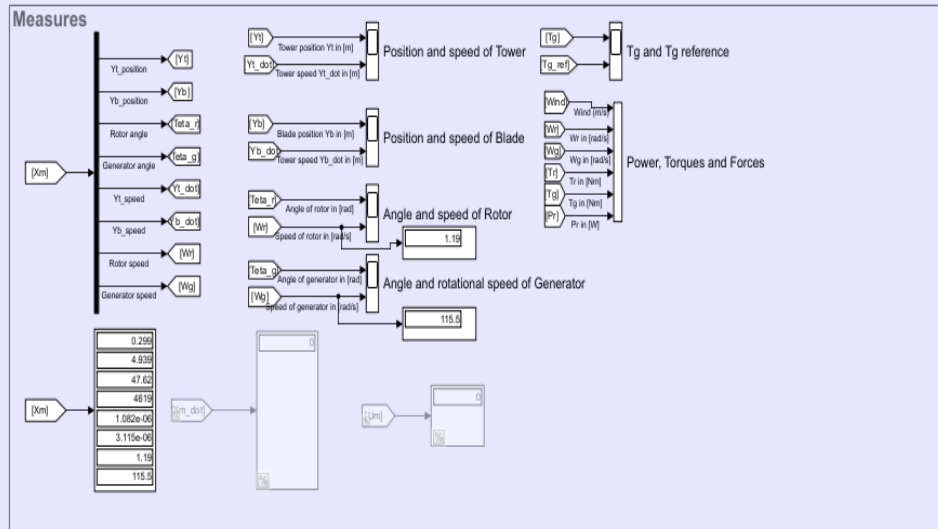 Measures
[Xm]
[Yt]
Yt_position
[Yb]
Yb_position
[Teta_r]
Rotor angle
[Teta_g]
Generator angle
[Yt_dot]
Yt_speed
[Yb_dot]
Yb_speed
[Wr]
Rotor speed
[Wg]
Generator speed
[Yt]
Tower position Yt in [m]
[Yt_dot]
Tower speed Yt_dot in [m]
Position and speed of Tower
[Yb]
Blade position Yb in [m]
[Yb_dot]
Tower speed Yb_dot in [m]
Position and speed of Blade
[Teta_r]
Angle of rotor in [rad]
[Wr]
Speed of rotor in [rad/s]
Angle and speed of Rotor
1.19
[Teta_g]
Angle of generator in [rad]
[Wg]
Speed of generator in [rad/s]
Angle and rotational speed of Generator
115.5
[Tg]
[Tg_ref]
Tg and Tg reference
[Wind]
Wind (m/s)
[Wr]
Wr in [rad/s]
[Wg]
Wg in [rad/s]
[Tr]
Tr in [Nm]
[Tg]
Tg in [Nm]
[Pr]
Pr in [W]
Power, Torques and Forces
[Xm]
0.299
4.939
47.62
4619
1.082e-06
3.115e-06
1.19
115.5
[Xm_dot]
0
[Um]
0